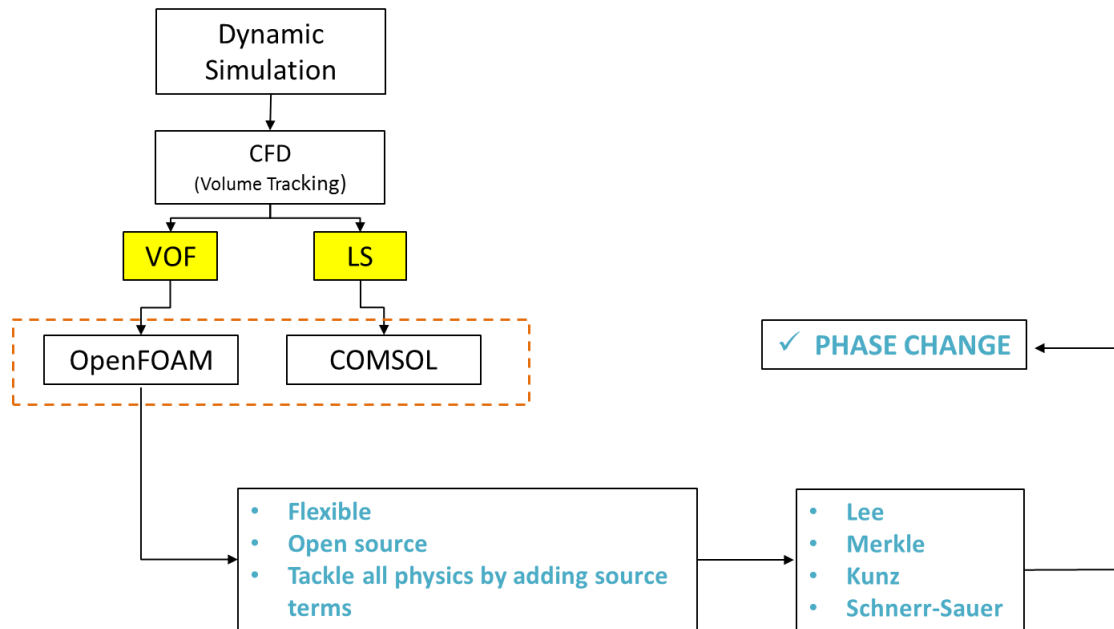 Dynamic
Simulation
CFD
(Volume Tracking)
VOF
LS
OpenFOAM
COMSOL
✓ PHASE CHANGE
• Flexible
• Open source
• Tackle all physics by adding source
terms
• Lee
• Merkle
• Kunz
• Schnerr-Sauer